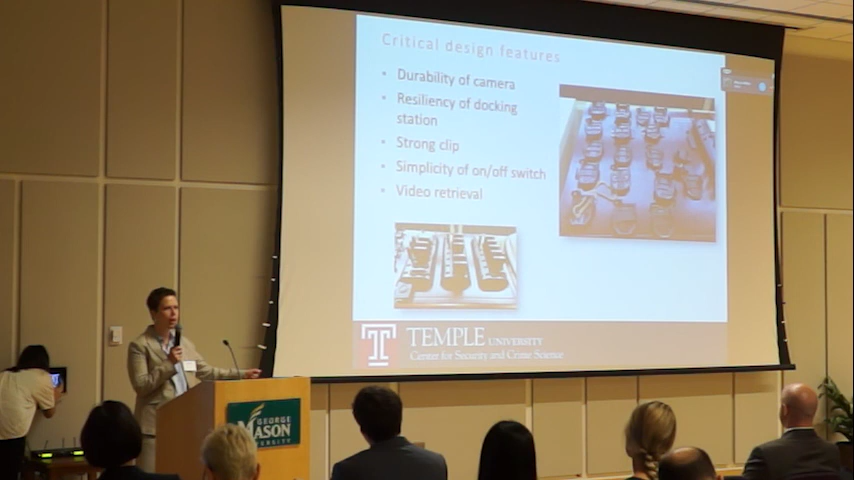 Critical design features
• Durability of camera
• Resiliency of docking
station
• Strong clip
• Simplicity of on/off switch
• Video retrieval
T
TEMPLE UNIVERSITY
Center for Security and Crime Science
GEORGE
MASON
UNIVERSITY